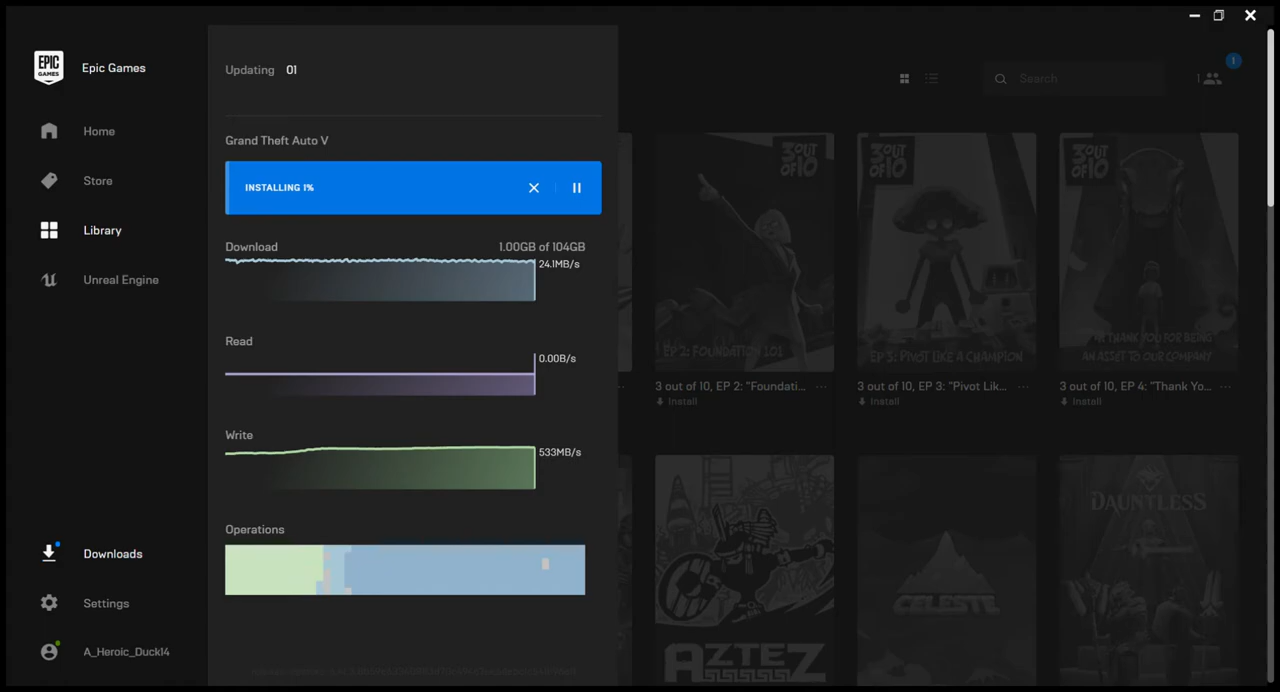 EPIC
GAMES
Epic Games
Home
Store
Library
Unreal Engine
Downloads
Settings
A_Heroic_Duck14
Updating 01
Grand Theft Auto V
INSTALLING 1%
Download 1.00GB of 104GB
24.1MB/s
Read
0.00B/s
Write
533MB/s
Operations
Search
1
1
3 OUT
OF 10
EP 2: FOUNDATION 101
3 out of 10, EP 2: "Foundati... ...
Install
3 OUT
OF 10
EP 3: PIVOT LIKE A CHAMPION
3 out of 10, EP 3: "Pivot Lik... ...
Install
3 OUT
OF 10
THANK YOU FOR BEING
AN ASSET TO OUR COMPANY
3 out of 10, EP 4: "Thank Yo... ...
Install
AZTEZ
CELESTE
DAUNTLESS